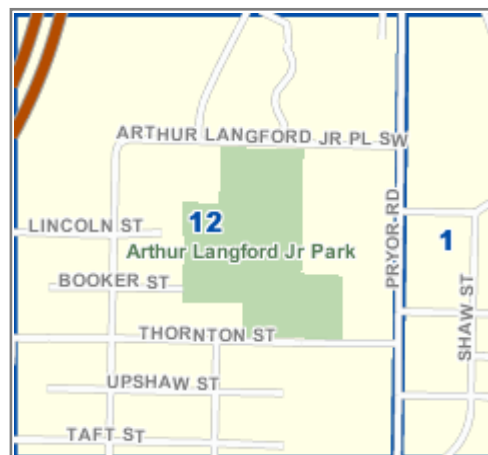 ARTHUR LANGFORD JR PL SW
PRYOR RD
LINCOLN ST
12
Arthur Langford Jr Park
1
BOOKER ST
SHAW ST
THORNTON ST
UPSHAW ST
TAFT ST